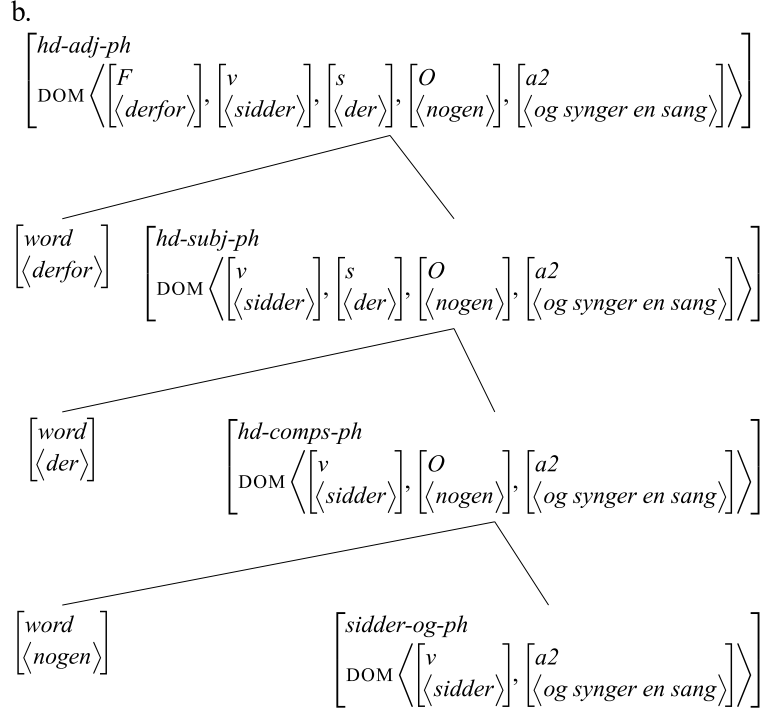 b.
hd-adj-ph
DOM ⟨[F ⟨derfor⟩], [v ⟨sidder⟩], [s ⟨der⟩], [O ⟨nogen⟩], [a2 ⟨og synger en sang⟩]⟩
word
⟨derfor⟩
hd-subj-ph
DOM ⟨[v ⟨sidder⟩], [s ⟨der⟩], [O ⟨nogen⟩], [a2 ⟨og synger en sang⟩]⟩
word
⟨der⟩
hd-comps-ph
DOM ⟨[v ⟨sidder⟩], [O ⟨nogen⟩], [a2 ⟨og synger en sang⟩]⟩
word
⟨nogen⟩
sidder-og-ph
DOM ⟨[v ⟨sidder⟩], [a2 ⟨og synger en sang⟩]⟩